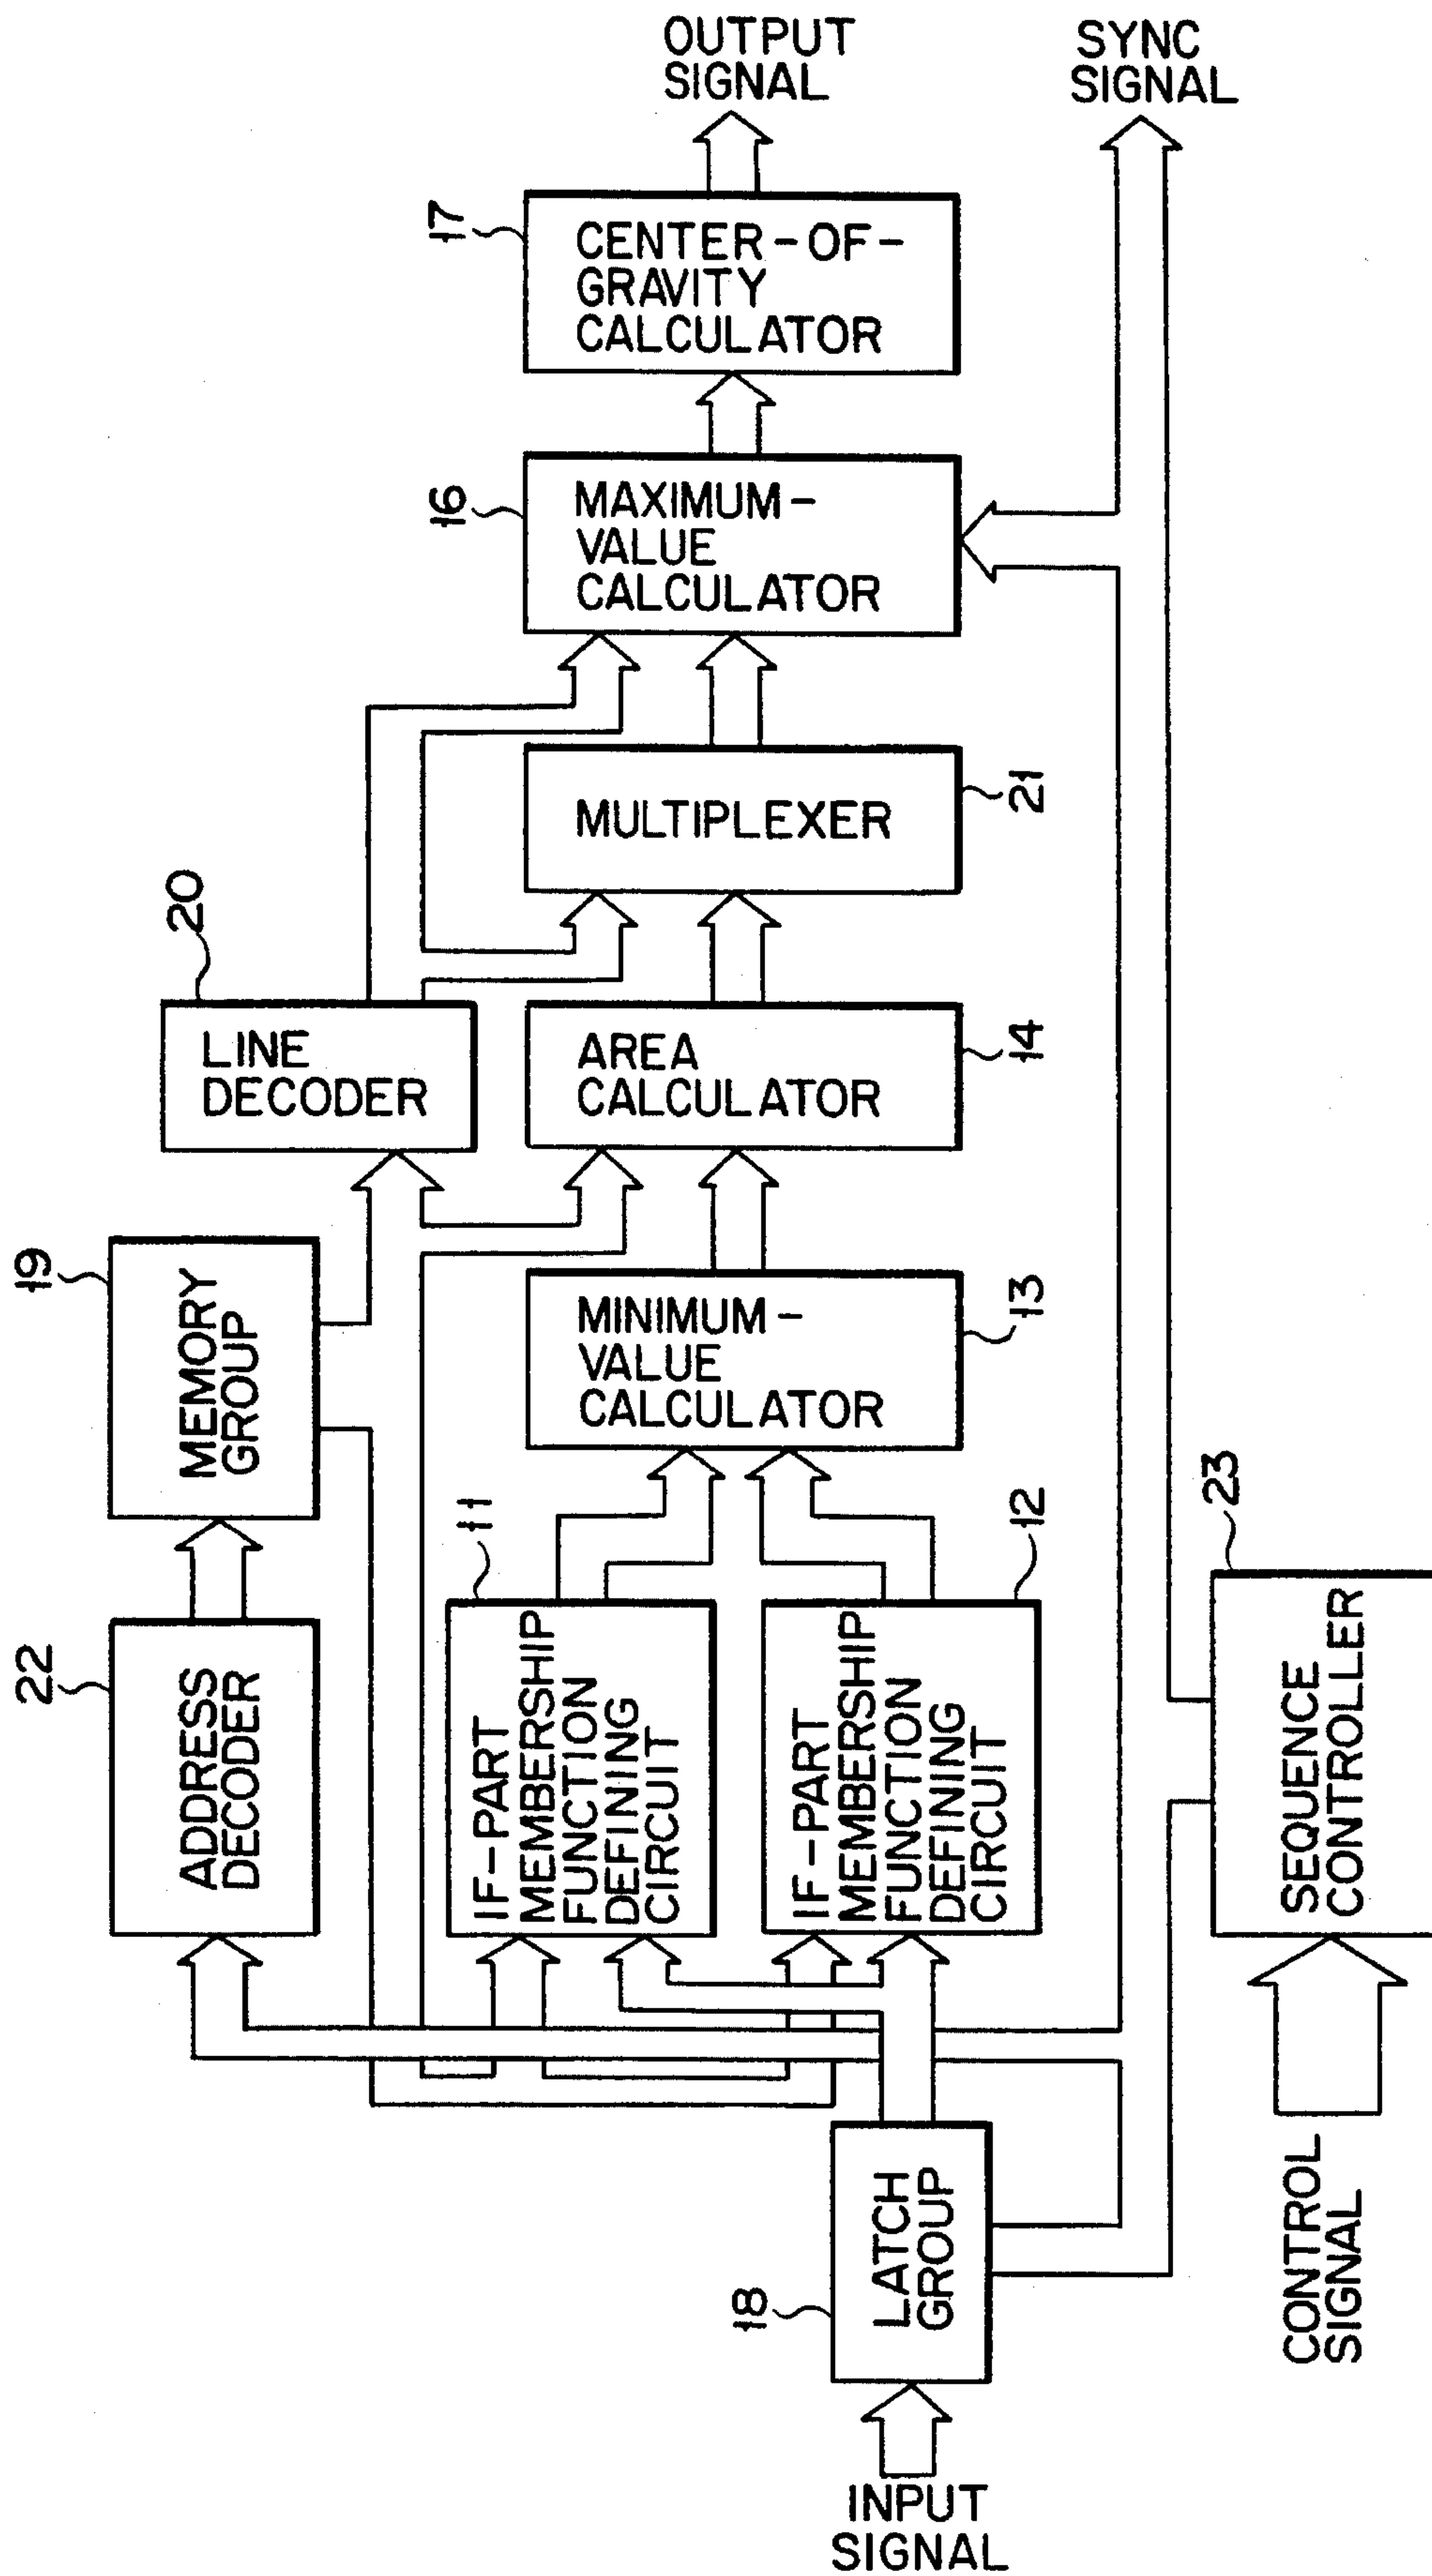 OUTPUT
SIGNAL
SYNC
SIGNAL
17
CENTER-OF-
GRAVITY
CALCULATOR
16
MAXIMUM-
VALUE
CALCULATOR
MULTIPLEXER
21
20
LINE
DECODER
AREA
CALCULATOR
14
19
MEMORY
GROUP
MINIMUM-
VALUE
CALCULATOR
13
22
ADDRESS
DECODER
11
IF-PART
MEMBERSHIP
FUNCTION
DEFINING
CIRCUIT
12
IF-PART
MEMBERSHIP
FUNCTION
DEFINING
CIRCUIT
23
SEQUENCE
CONTROLLER
18
LATCH
GROUP
CONTROL
SIGNAL
INPUT
SIGNAL